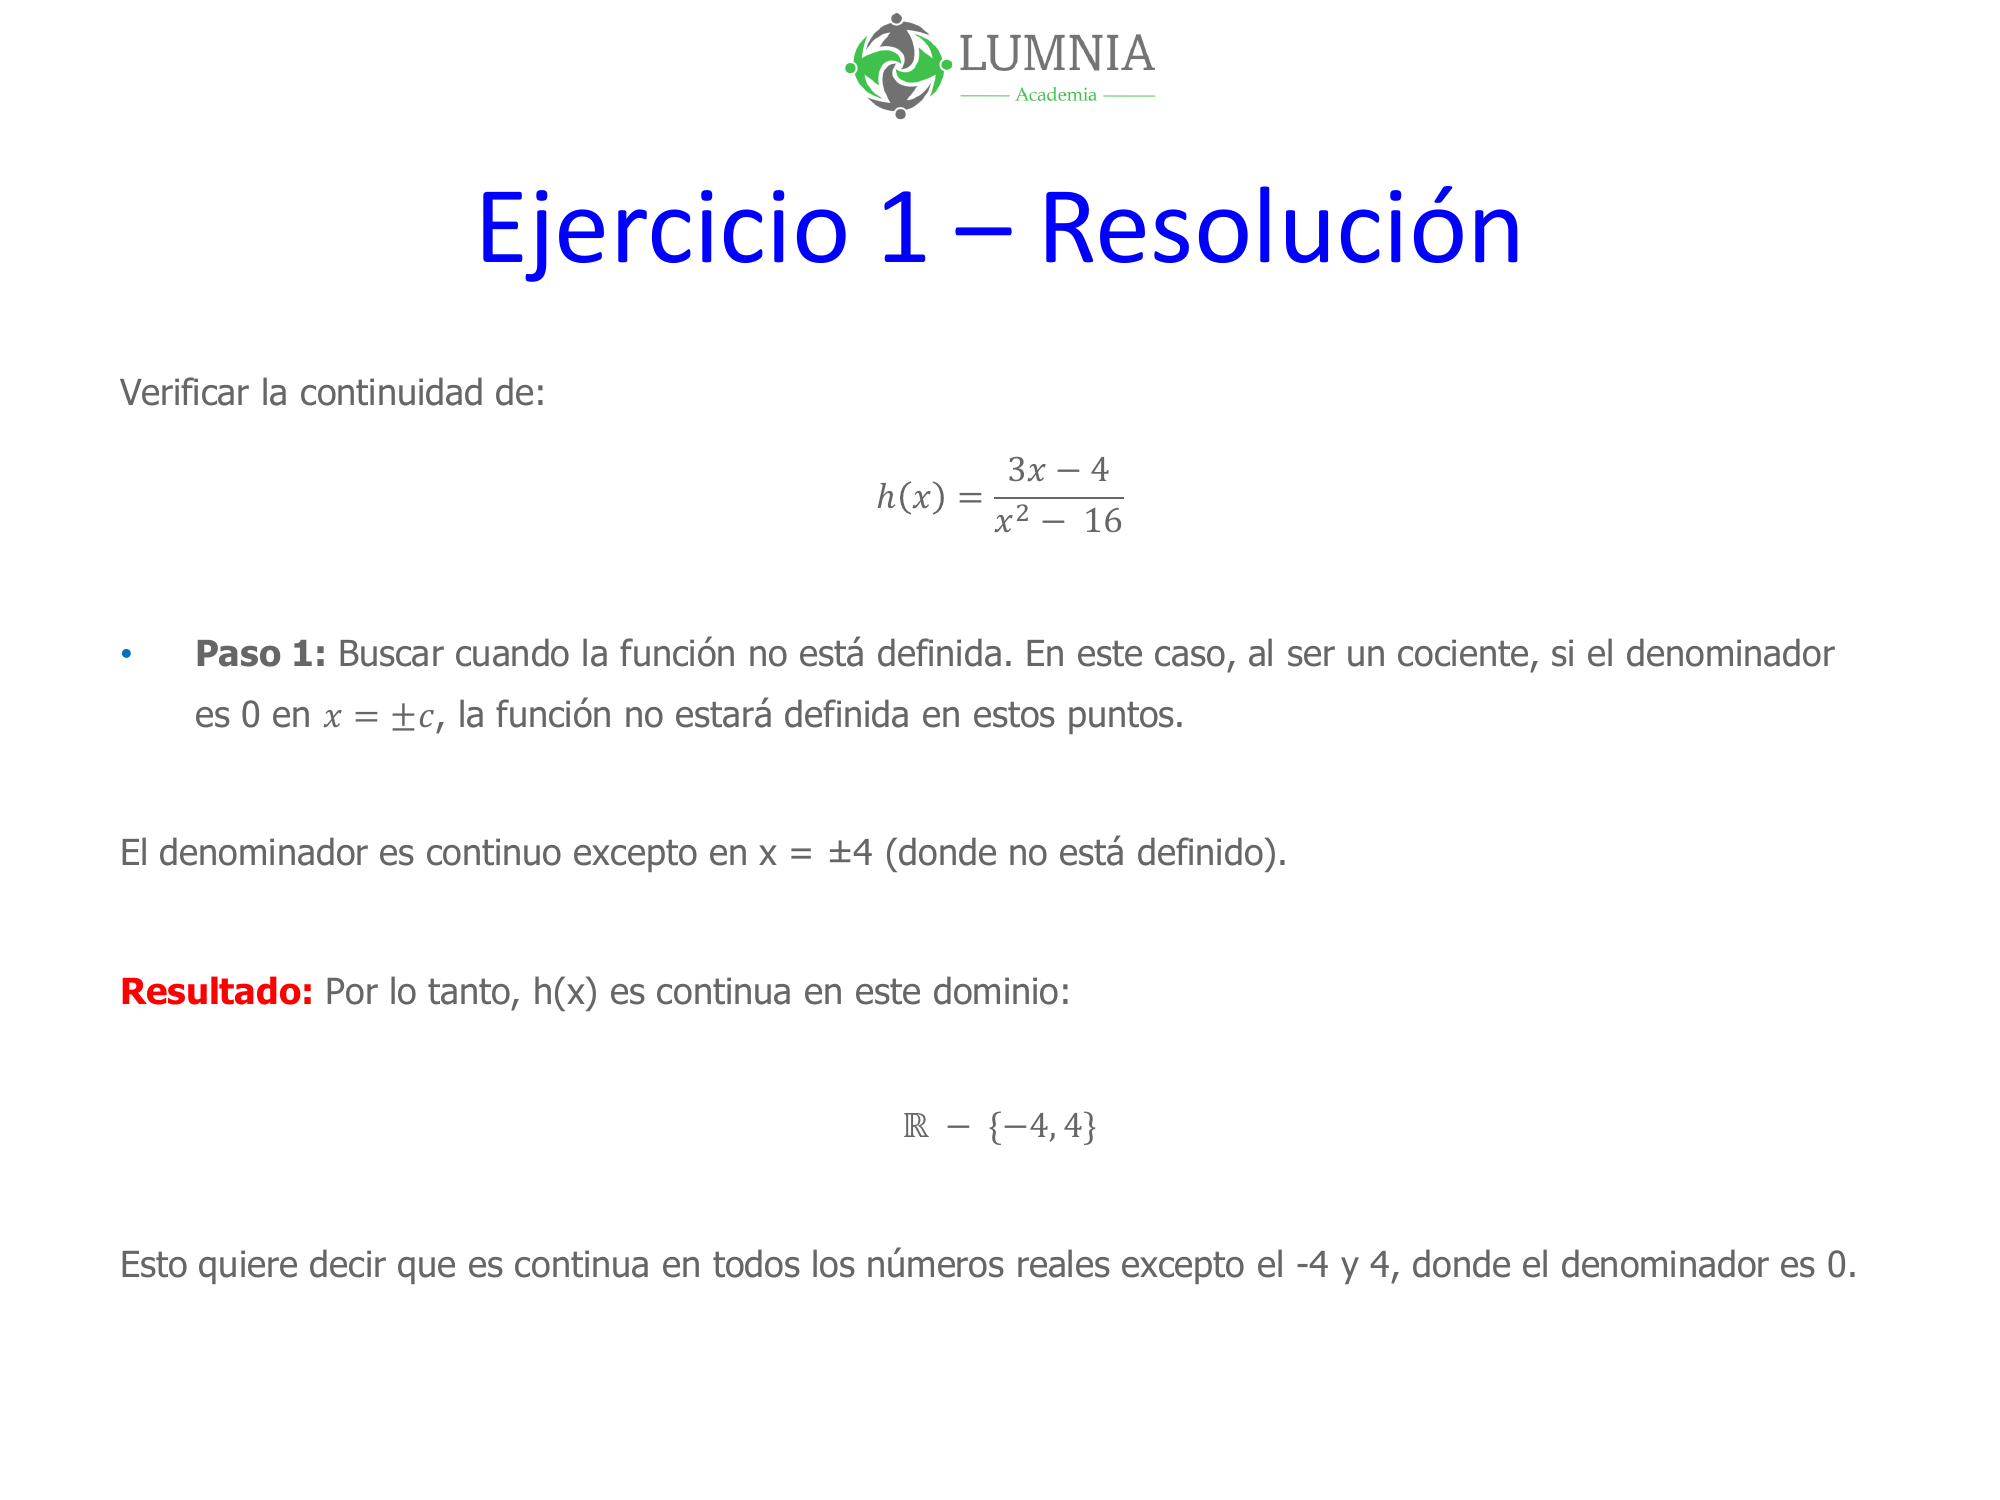 LUMNIA
Academia
Ejercicio 1 – Resolución
Verificar la continuidad de:
h(x) = (3x − 4)/(x² − 16)
• Paso 1: Buscar cuando la función no está definida. En este caso, al ser un cociente, si el denominador
es 0 en x = ±c, la función no estará definida en estos puntos.
El denominador es continuo excepto en x = ±4 (donde no está definido).
Resultado: Por lo tanto, h(x) es continua en este dominio:
ℝ − {−4, 4}
Esto quiere decir que es continua en todos los números reales excepto el -4 y 4, donde el denominador es 0.